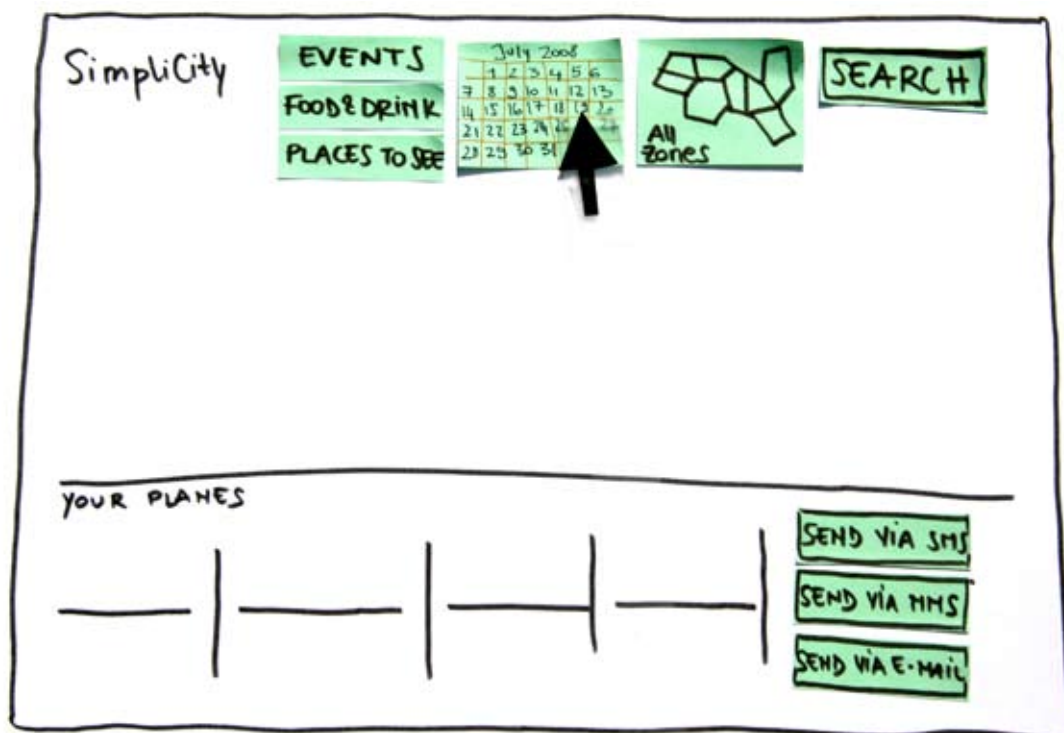 SimpliCity
EVENTS
FOOD & DRINK
PLACES TO SEE
July 2008
1 2 3 4 5 6
7 8 9 10 11 12 13
14 15 16 17 18 19 20
21 22 23 24 25
28 29 30 31
All
zones
SEARCH
YOUR PLANES
SEND VIA SMS
SEND VIA MMS
SEND VIA E-MAIL